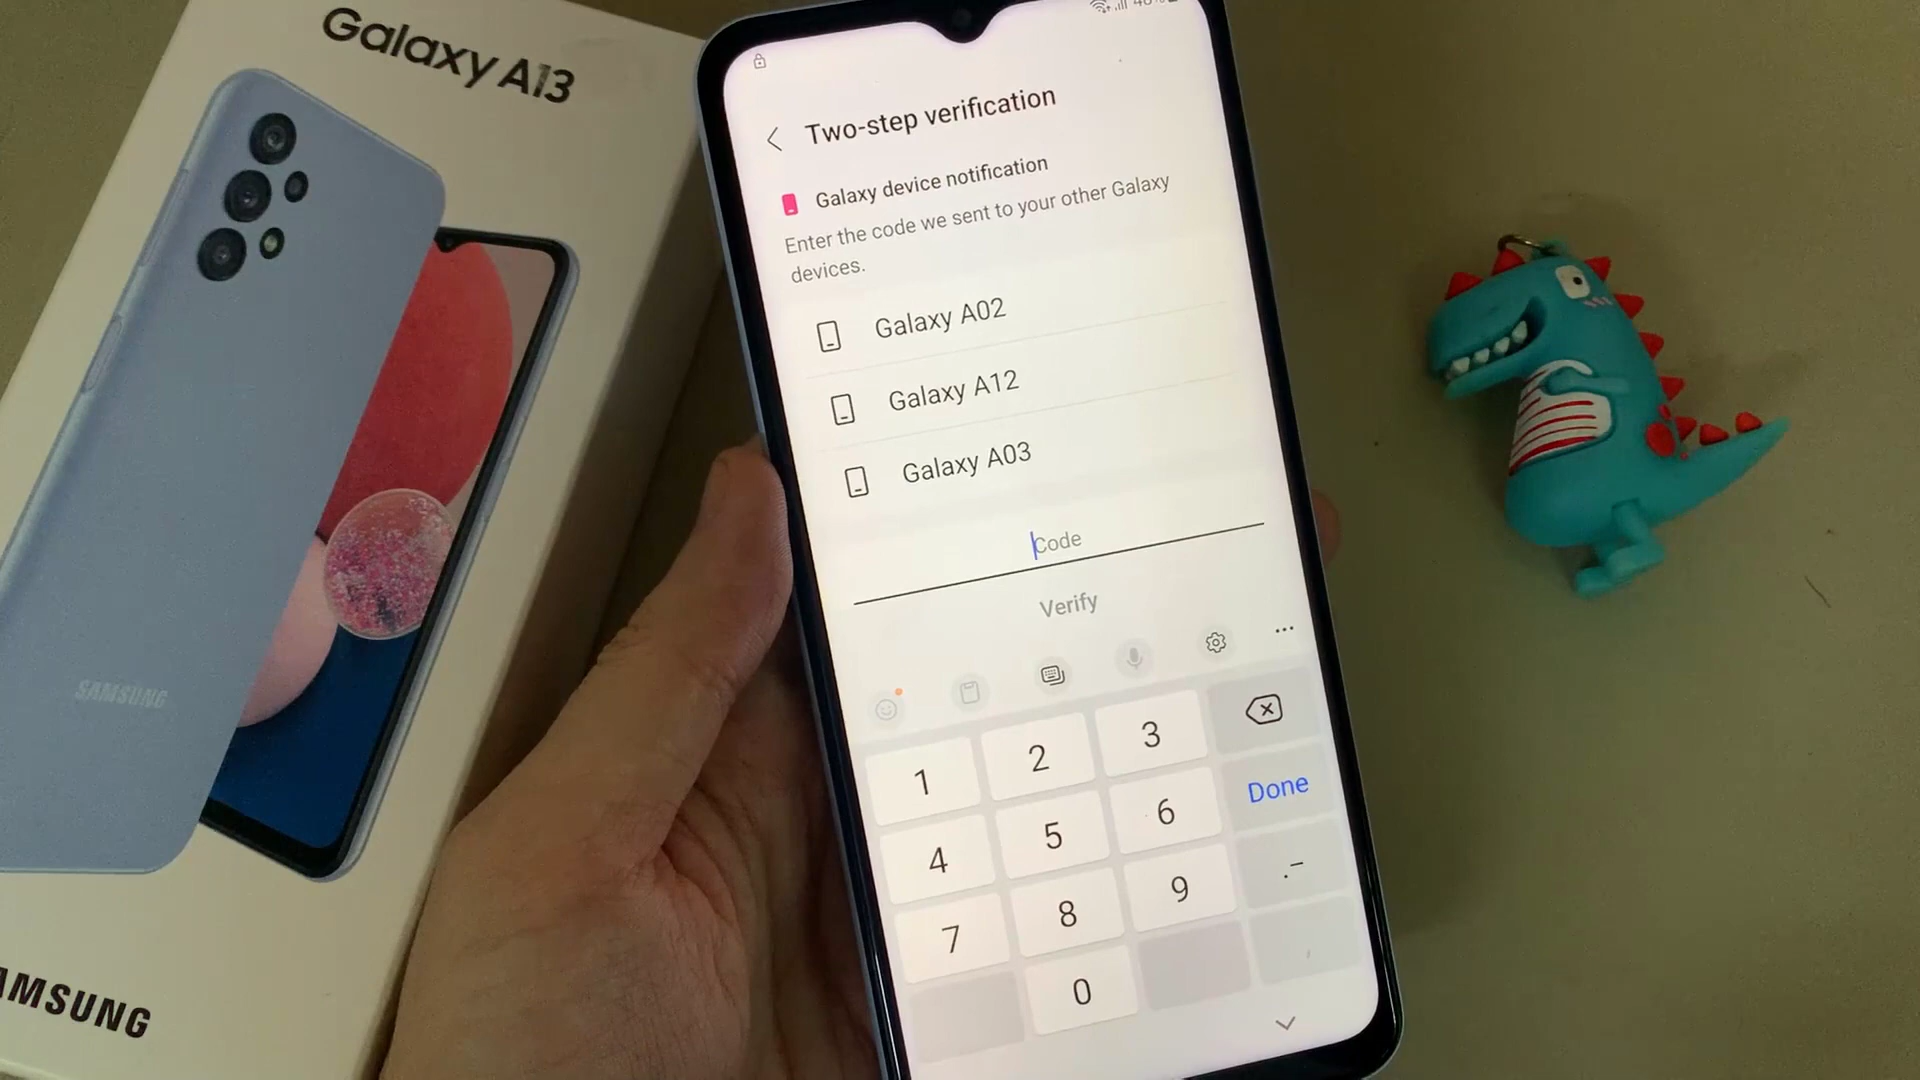 Galaxy A13
SAMSUNG
AMSUNG
Two-step verification
Galaxy device notification
Enter the code we sent to your other Galaxy
devices.
Galaxy A02
Galaxy A12
Galaxy A03
Code
Verify
1 2 3
4 5 6 Done
7 8 9 .-
0 ,